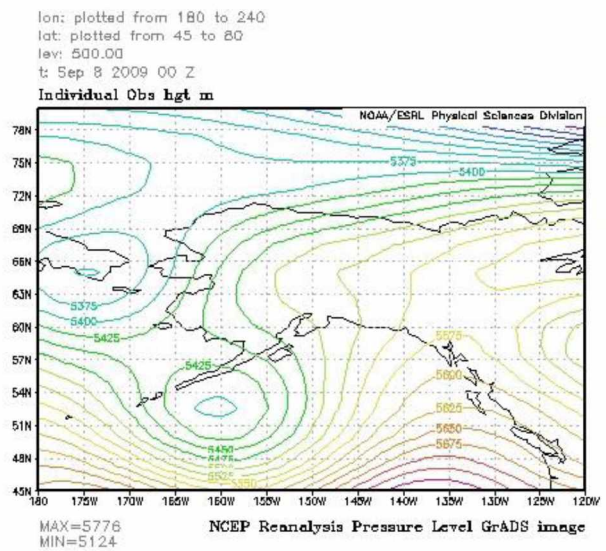 lon: plotted from 180 to 240
lat: plotted from 45 to 80
lev: 500.00
t: Sep 8 2009 00 Z
Individual Obs hgt m
NOAA/ESRL Physical Sciences Division
78N
75N
72N
69N
66N
63N
60N
57N
54N
51N
48N
45N
5375
5400
5375
5400
5425
5425
5575
5600
5625
5650
5675
5450
5475
5525
5550
180 175W 170W 165W 160W 155W 150W 145W 140W 135W 130W 125W 120W
MAX=5776
MIN=5124
NCEP Reanalysis Pressure Level GrADS image